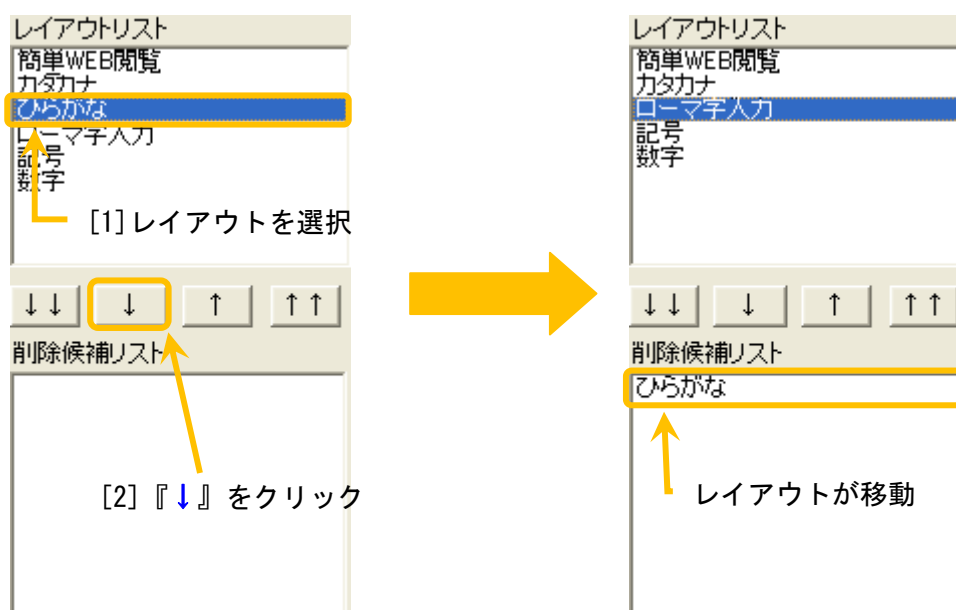 レイアウトリスト
簡単WEB閲覧
カタカナ
ひらがな
ローマ字入力
記号
数字
[1]レイアウトを選択
↓↓ ↓ ↑ ↑↑
削除候補リスト
[2]『↓』をクリック
レイアウトリスト
簡単WEB閲覧
カタカナ
ローマ字入力
記号
数字
↓↓ ↓ ↑ ↑↑
削除候補リスト
ひらがな
レイアウトが移動